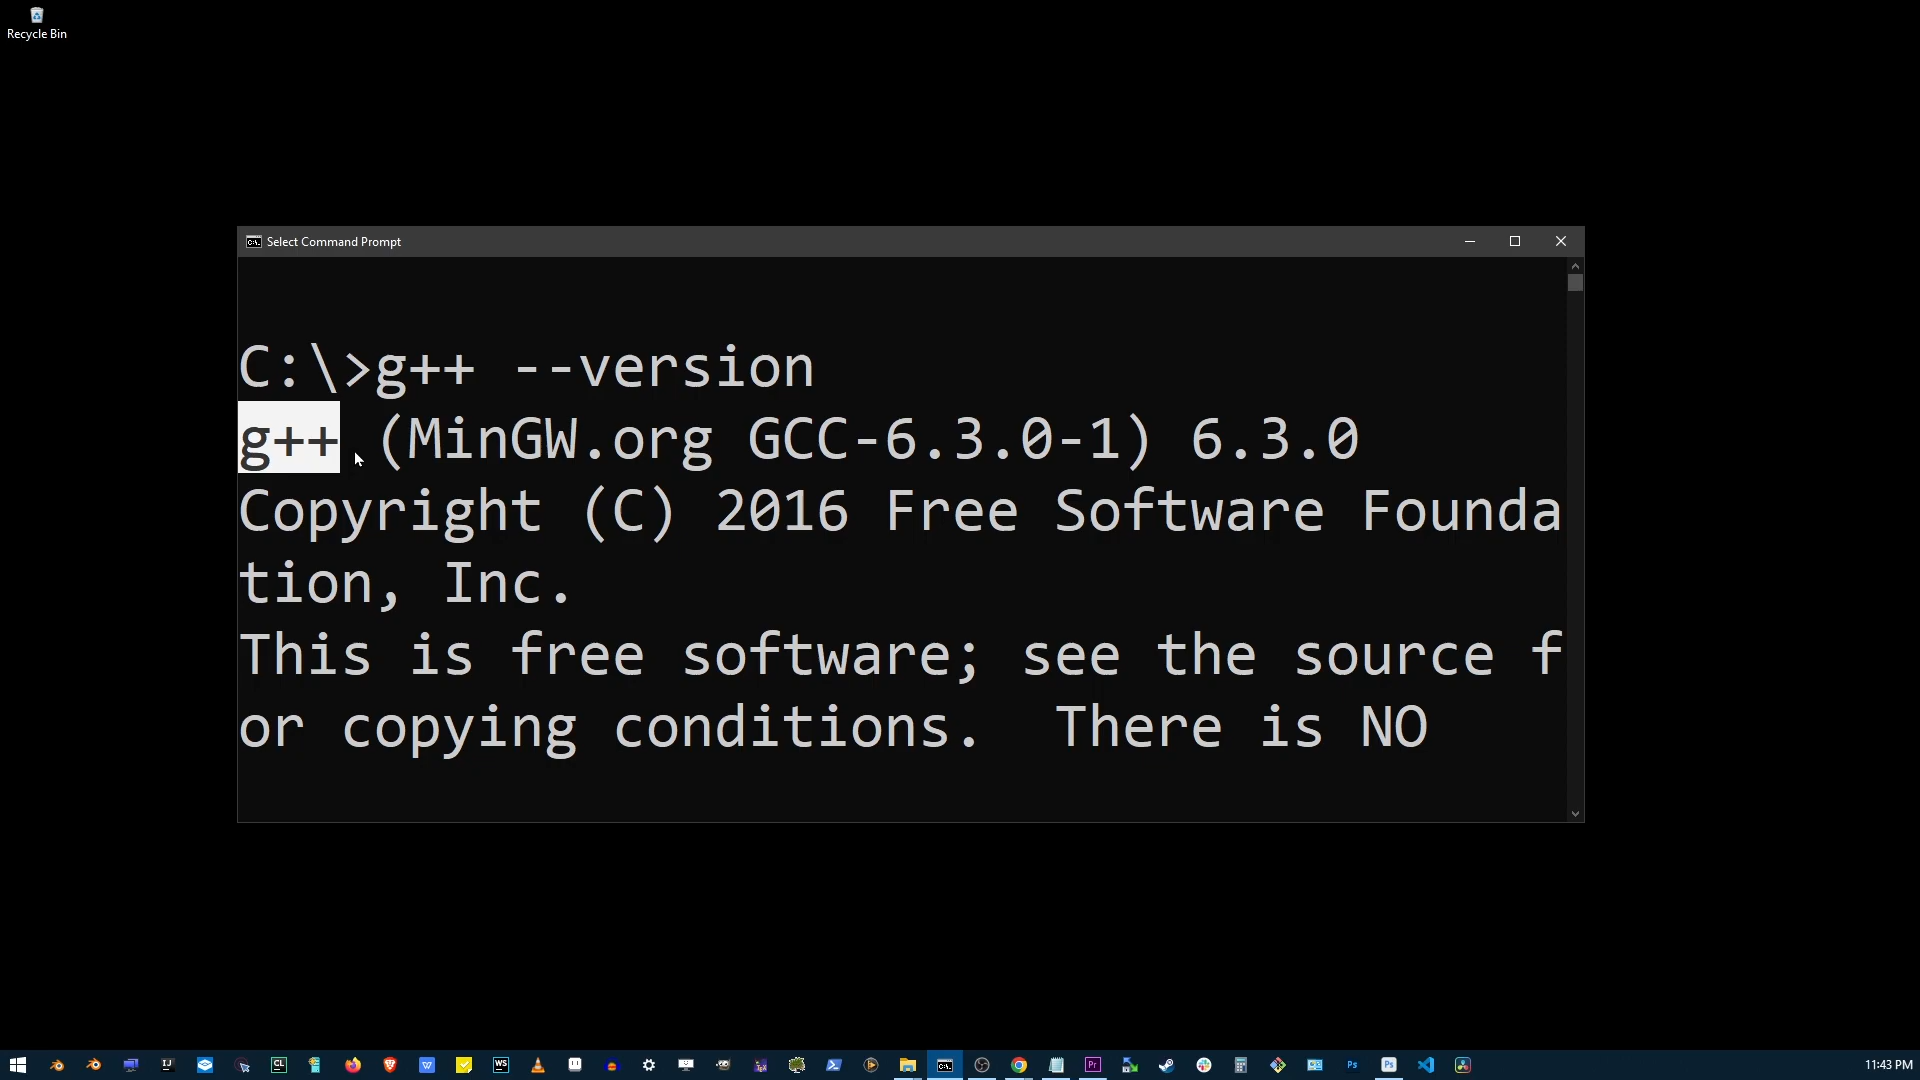 Recycle Bin
Select Command Prompt
C:\>g++ --version
g++ (MinGW.org GCC-6.3.0-1) 6.3.0
Copyright (C) 2016 Free Software Founda
tion, Inc.
This is free software; see the source f
or copying conditions.  There is NO
11:43 PM